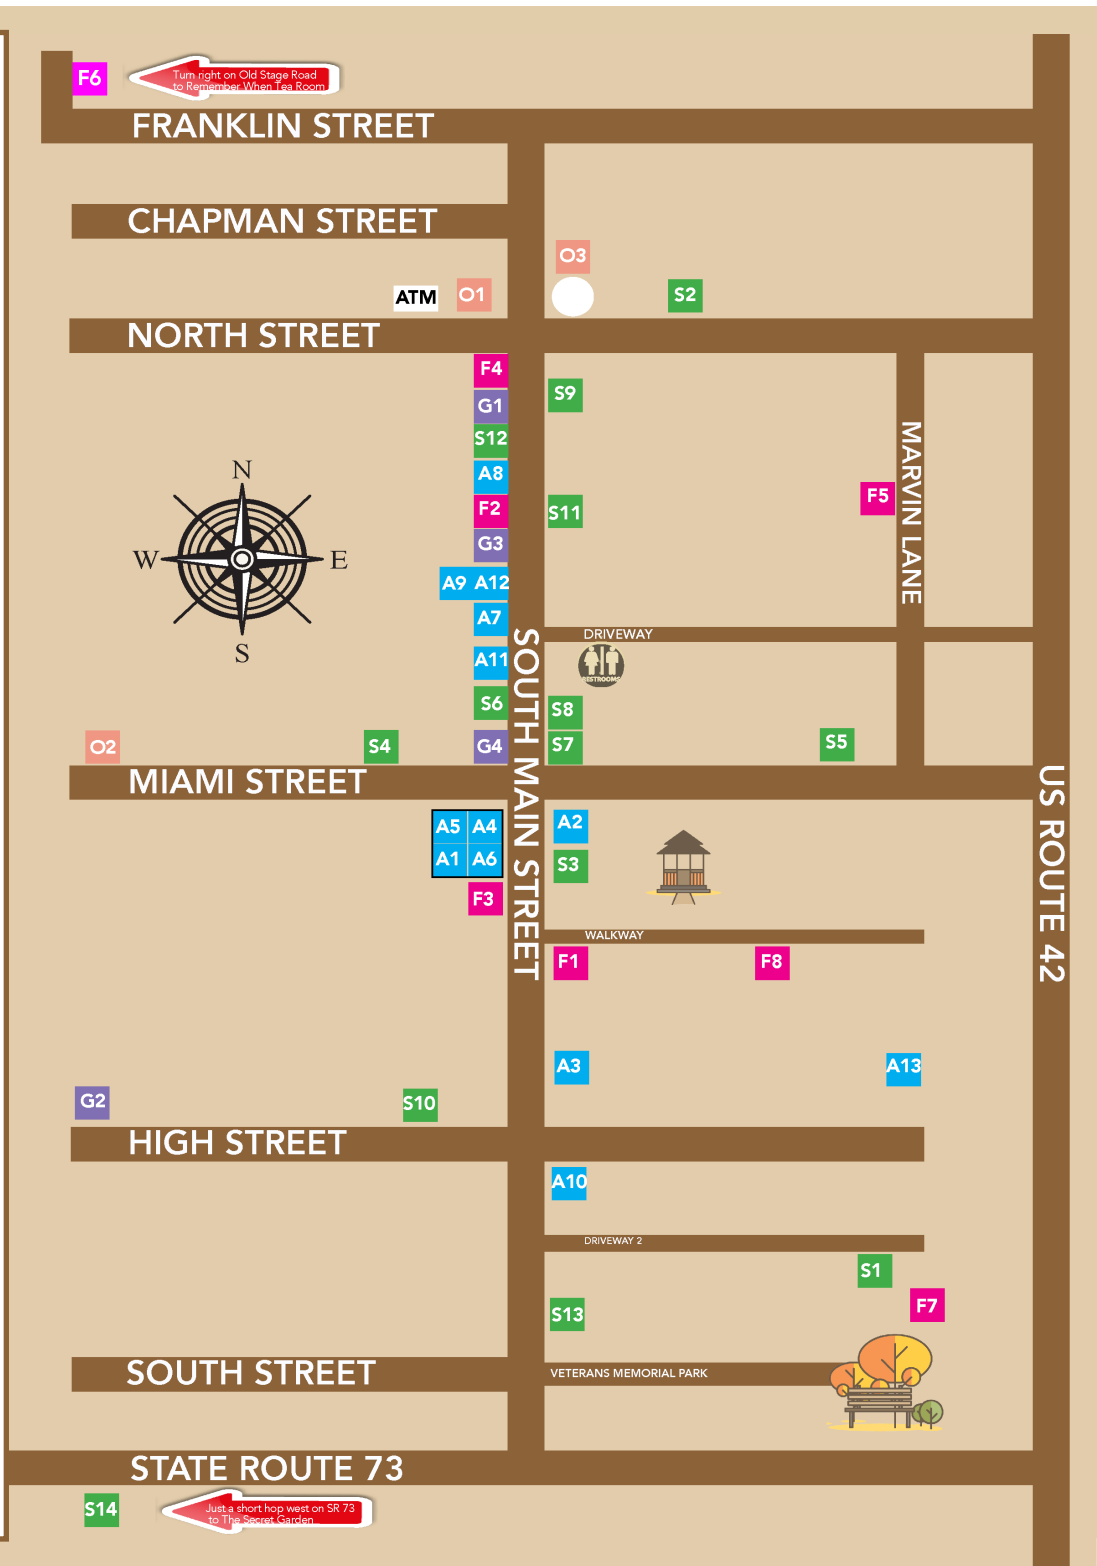 F6
Turn right on Old Stage Road
to Remember When Tea Room
FRANKLIN STREET
CHAPMAN STREET
O3
ATM
O1
S2
NORTH STREET
F4
G1
S9
S12
A8
F2
S11
F5
MARVIN LANE
G3
N
W
E
S
A9 A12
A7
DRIVEWAY
A11
RESTROOMS
S6
S8
O2
S4
G4
S7
S5
SOUTH MAIN STREET
MIAMI STREET
US ROUTE 42
A5 A4
A1 A6
A2
S3
F3
WALKWAY
F1
F8
A3
A13
G2
S10
HIGH STREET
A10
DRIVEWAY 2
S1
F7
S13
SOUTH STREET
VETERANS MEMORIAL PARK
STATE ROUTE 73
S14
Just a short hop west on SR 73
to The Secret Garden